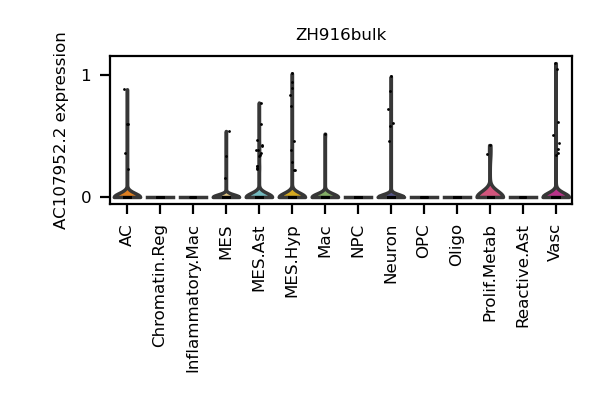 ZH916bulk
AC107952.2 expression
1
0
AC
Chromatin.Reg
Inflammatory.Mac
MES
MES.Ast
MES.Hyp
Mac
NPC
Neuron
OPC
Oligo
Prolif.Metab
Reactive.Ast
Vasc